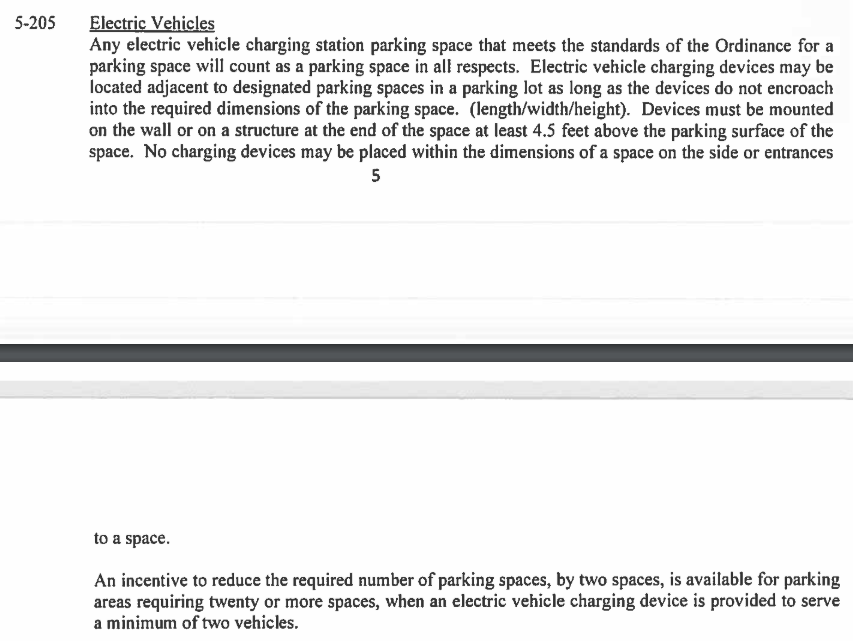 5-205 Electric Vehicles
Any electric vehicle charging station parking space that meets the standards of the Ordinance for a
parking space will count as a parking space in all respects. Electric vehicle charging devices may be
located adjacent to designated parking spaces in a parking lot as long as the devices do not encroach
into the required dimensions of the parking space. (length/width/height). Devices must be mounted
on the wall or on a structure at the end of the space at least 4.5 feet above the parking surface of the
space. No charging devices may be placed within the dimensions of a space on the side or entrances
5
to a space.
An incentive to reduce the required number of parking spaces, by two spaces, is available for parking
areas requiring twenty or more spaces, when an electric vehicle charging device is provided to serve
a minimum of two vehicles.